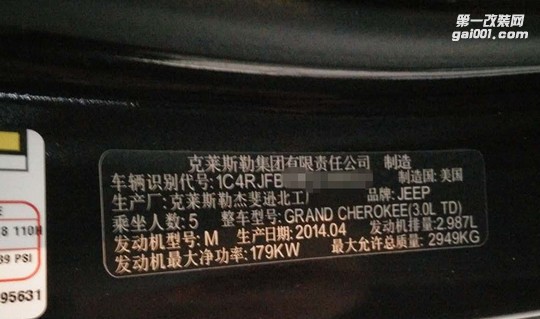 第一改装网
gai001.com
克莱斯勒集团有限责任公司 制造
车辆识别代号:1C4RJFB 制造国:美国
生产厂:克莱斯勒杰斐逊北工厂 品牌:JEEP
乘坐人数:5 整车型号:GRAND CHEROKEE(3.0L TD)
发动机型号:M 生产日期:2014.04 发动机排量:2.987L
发动机最大净功率:179KW 最大允许总质量:2949KG
8 110H
39 PSI
95631